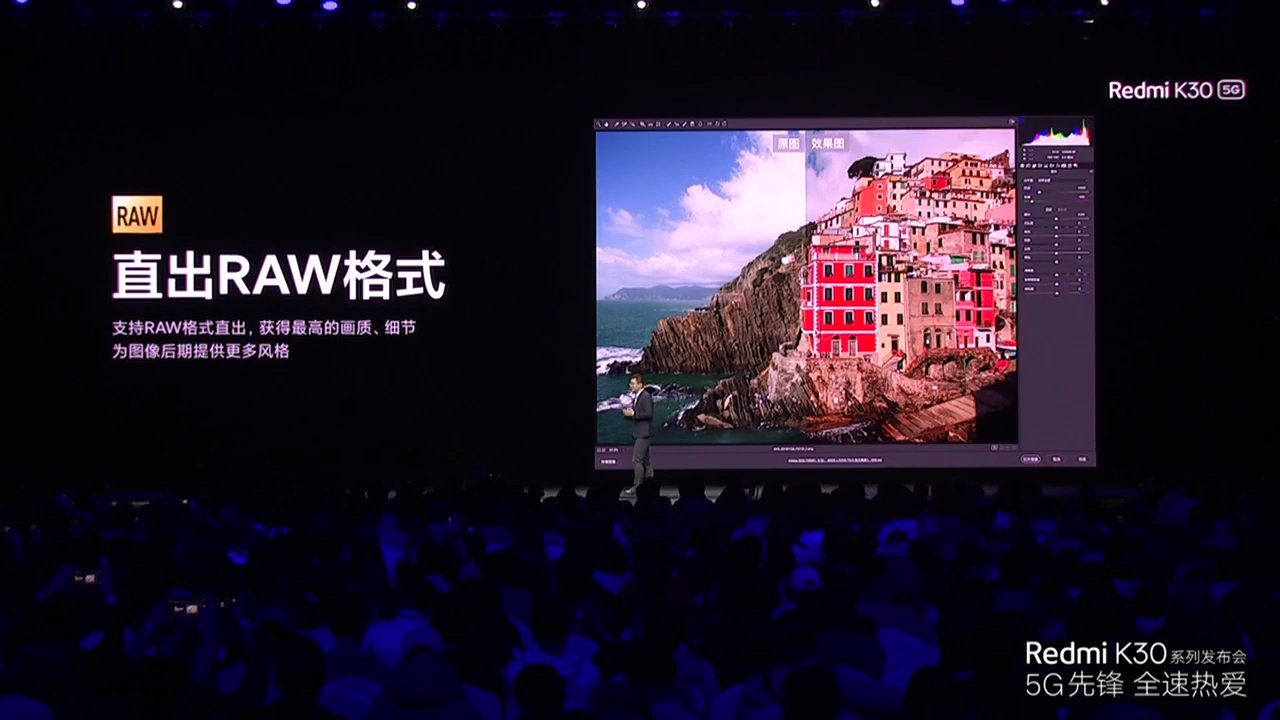 Redmi K30 5G
原图 效果图
RAW
直出RAW格式
支持RAW格式直出，获得最高的画质、细节
为图像后期提供更多风格
Redmi K30 系列发布会
5G先锋 全速热爱